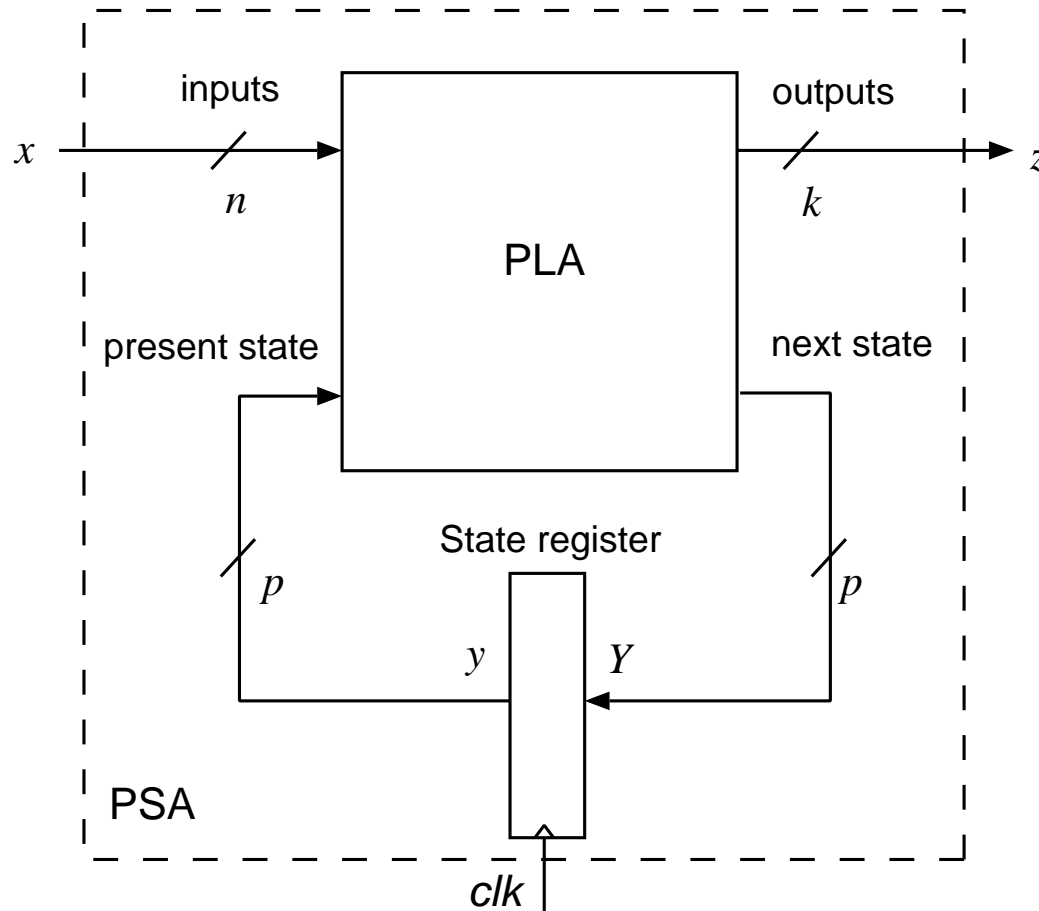 inputs
outputs
x
z
n
k
PLA
present state
next state
State register
p
p
y
Y
PSA
clk